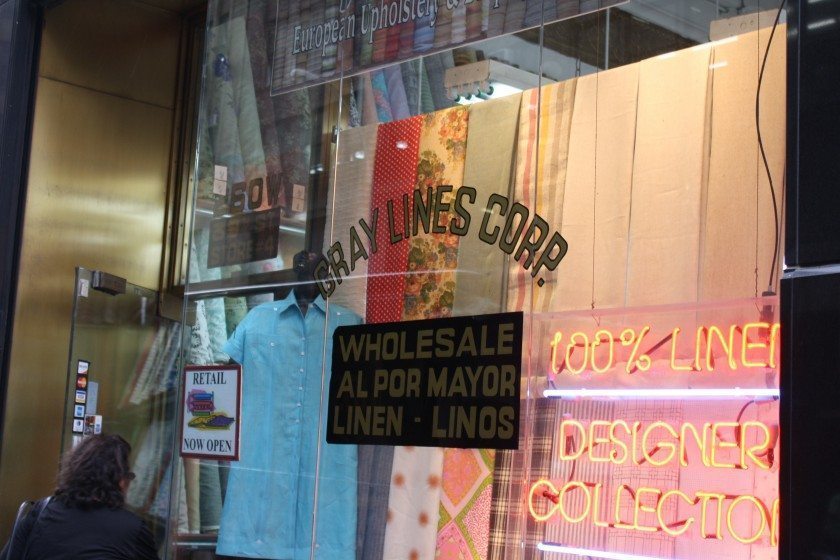 European Upholstery &
GRAY LINES CORP.
WHOLESALE
AL POR MAYOR
LINEN - LINOS
RETAIL
NOW OPEN
100% LINEN
DESIGNER
COLLECTION